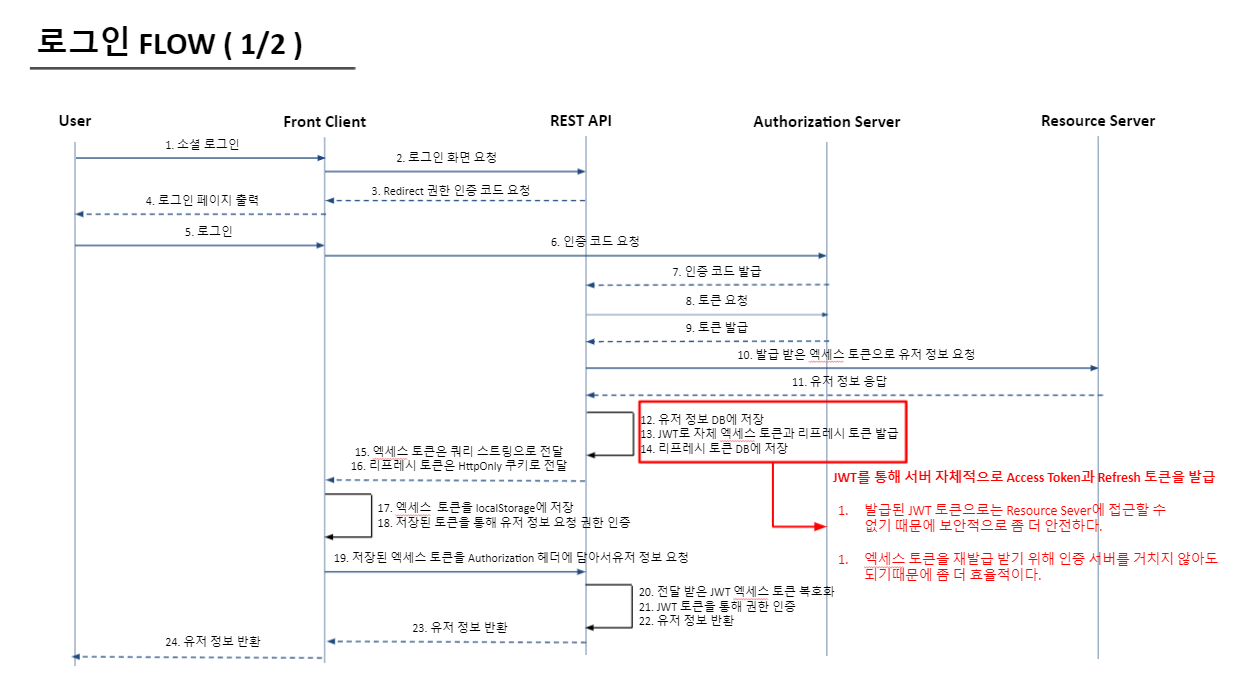 로그인 FLOW ( 1/2 )
User
Front Client
REST API
Authorization Server
Resource Server
1. 소셜 로그인
2. 로그인 화면 요청
3. Redirect 권한 인증 코드 요청
4. 로그인 페이지 출력
5. 로그인
6. 인증 코드 요청
7. 인증 코드 발급
8. 토큰 요청
9. 토큰 발급
10. 발급 받은 엑세스 토큰으로 유저 정보 요청
11. 유저 정보 응답
12. 유저 정보 DB에 저장
13. JWT로 자체 엑세스 토큰과 리프레시 토큰 발급
14. 리프레시 토큰 DB에 저장
15. 엑세스 토큰은 쿼리 스트링으로 전달
16. 리프레시 토큰은 HttpOnly 쿠키로 전달
JWT를 통해 서버 자체적으로 Access Token과 Refresh 토큰을 발급
1. 발급된 JWT 토큰으로는 Resource Sever에 접근할 수
없기 때문에 보안적으로 좀 더 안전하다.
1. 엑세스 토큰을 재발급 받기 위해 인증 서버를 거치지 않아도
되기때문에 좀 더 효율적이다.
17. 엑세스 토큰을 localStorage에 저장
18. 저장된 토큰을 통해 유저 정보 요청 권한 인증
19. 저장된 엑세스 토큰을 Authorization 헤더에 담아서유저 정보 요청
20. 전달 받은 JWT 엑세스 토큰 복호화
21. JWT 토큰을 통해 권한 인증
22. 유저 정보 반환
23. 유저 정보 반환
24. 유저 정보 반환